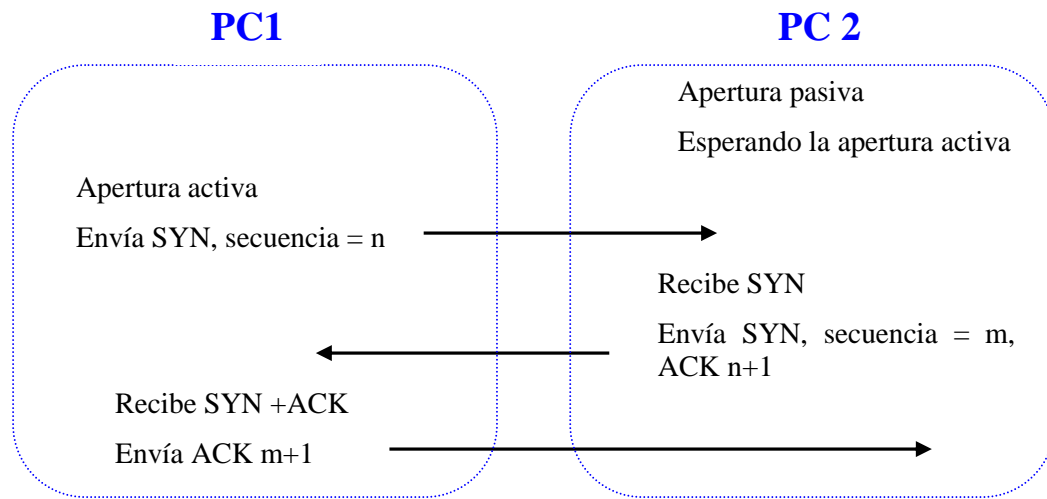 PC1
PC 2
Apertura pasiva
Esperando la apertura activa
Apertura activa
Envía SYN, secuencia = n
Recibe SYN
Envía SYN, secuencia = m,
ACK n+1
Recibe SYN +ACK
Envía ACK m+1